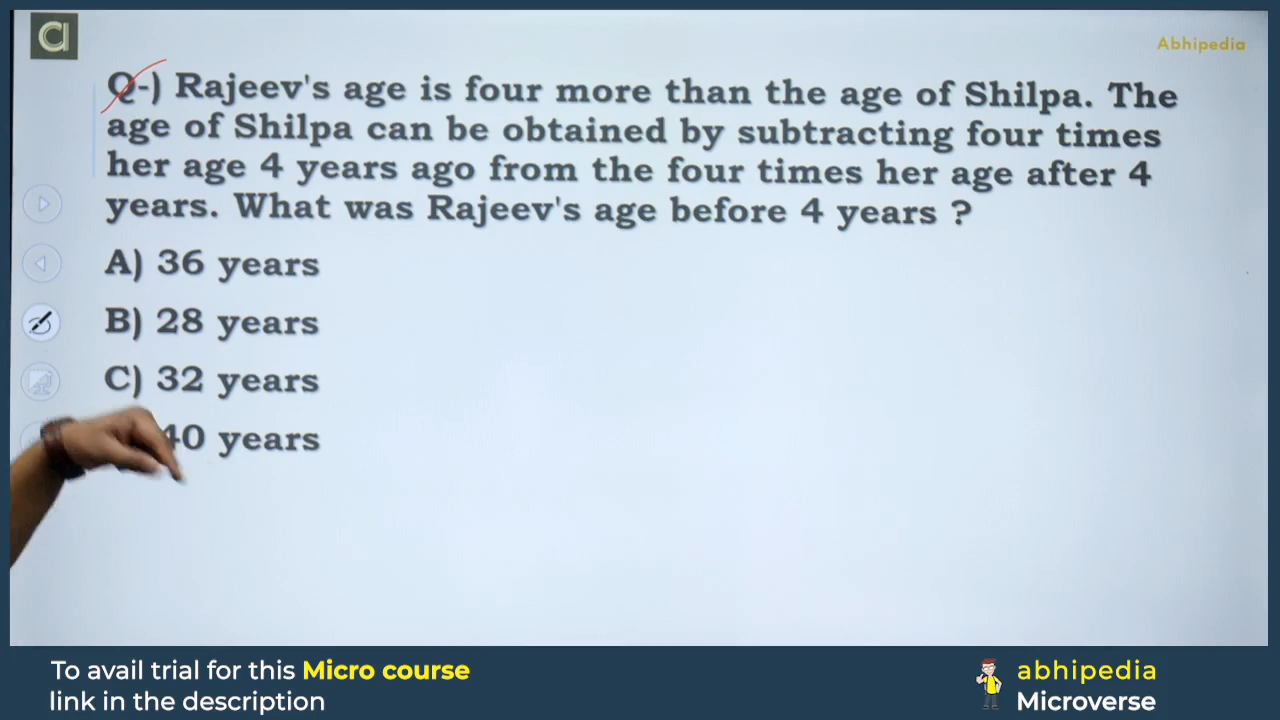 Abhipedia
Q-) Rajeev's age is four more than the age of Shilpa. The
age of Shilpa can be obtained by subtracting four times
her age 4 years ago from the four times her age after 4
years. What was Rajeev's age before 4 years ?
A) 36 years
B) 28 years
C) 32 years
40 years
To avail trial for this Micro course
link in the description
abhipedia
Microverse